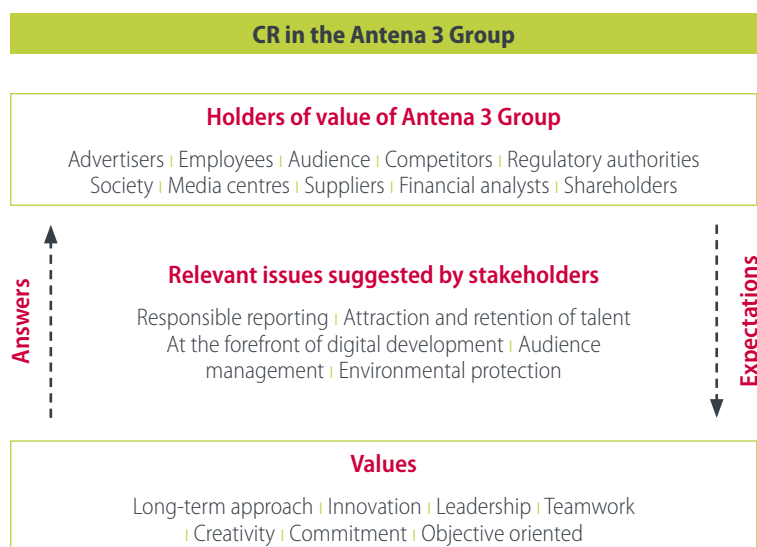 CR in the Antena 3 Group
Holders of value of Antena 3 Group
Advertisers | Employees | Audience | Competitors | Regulatory authorities
Society | Media centres | Suppliers | Financial analysts | Shareholders
Answers
Relevant issues suggested by stakeholders
Responsible reporting | Attraction and retention of talent
At the forefront of digital development | Audience
management | Environmental protection
Expectations
Values
Long-term approach | Innovation | Leadership | Teamwork
| Creativity | Commitment | Objective oriented